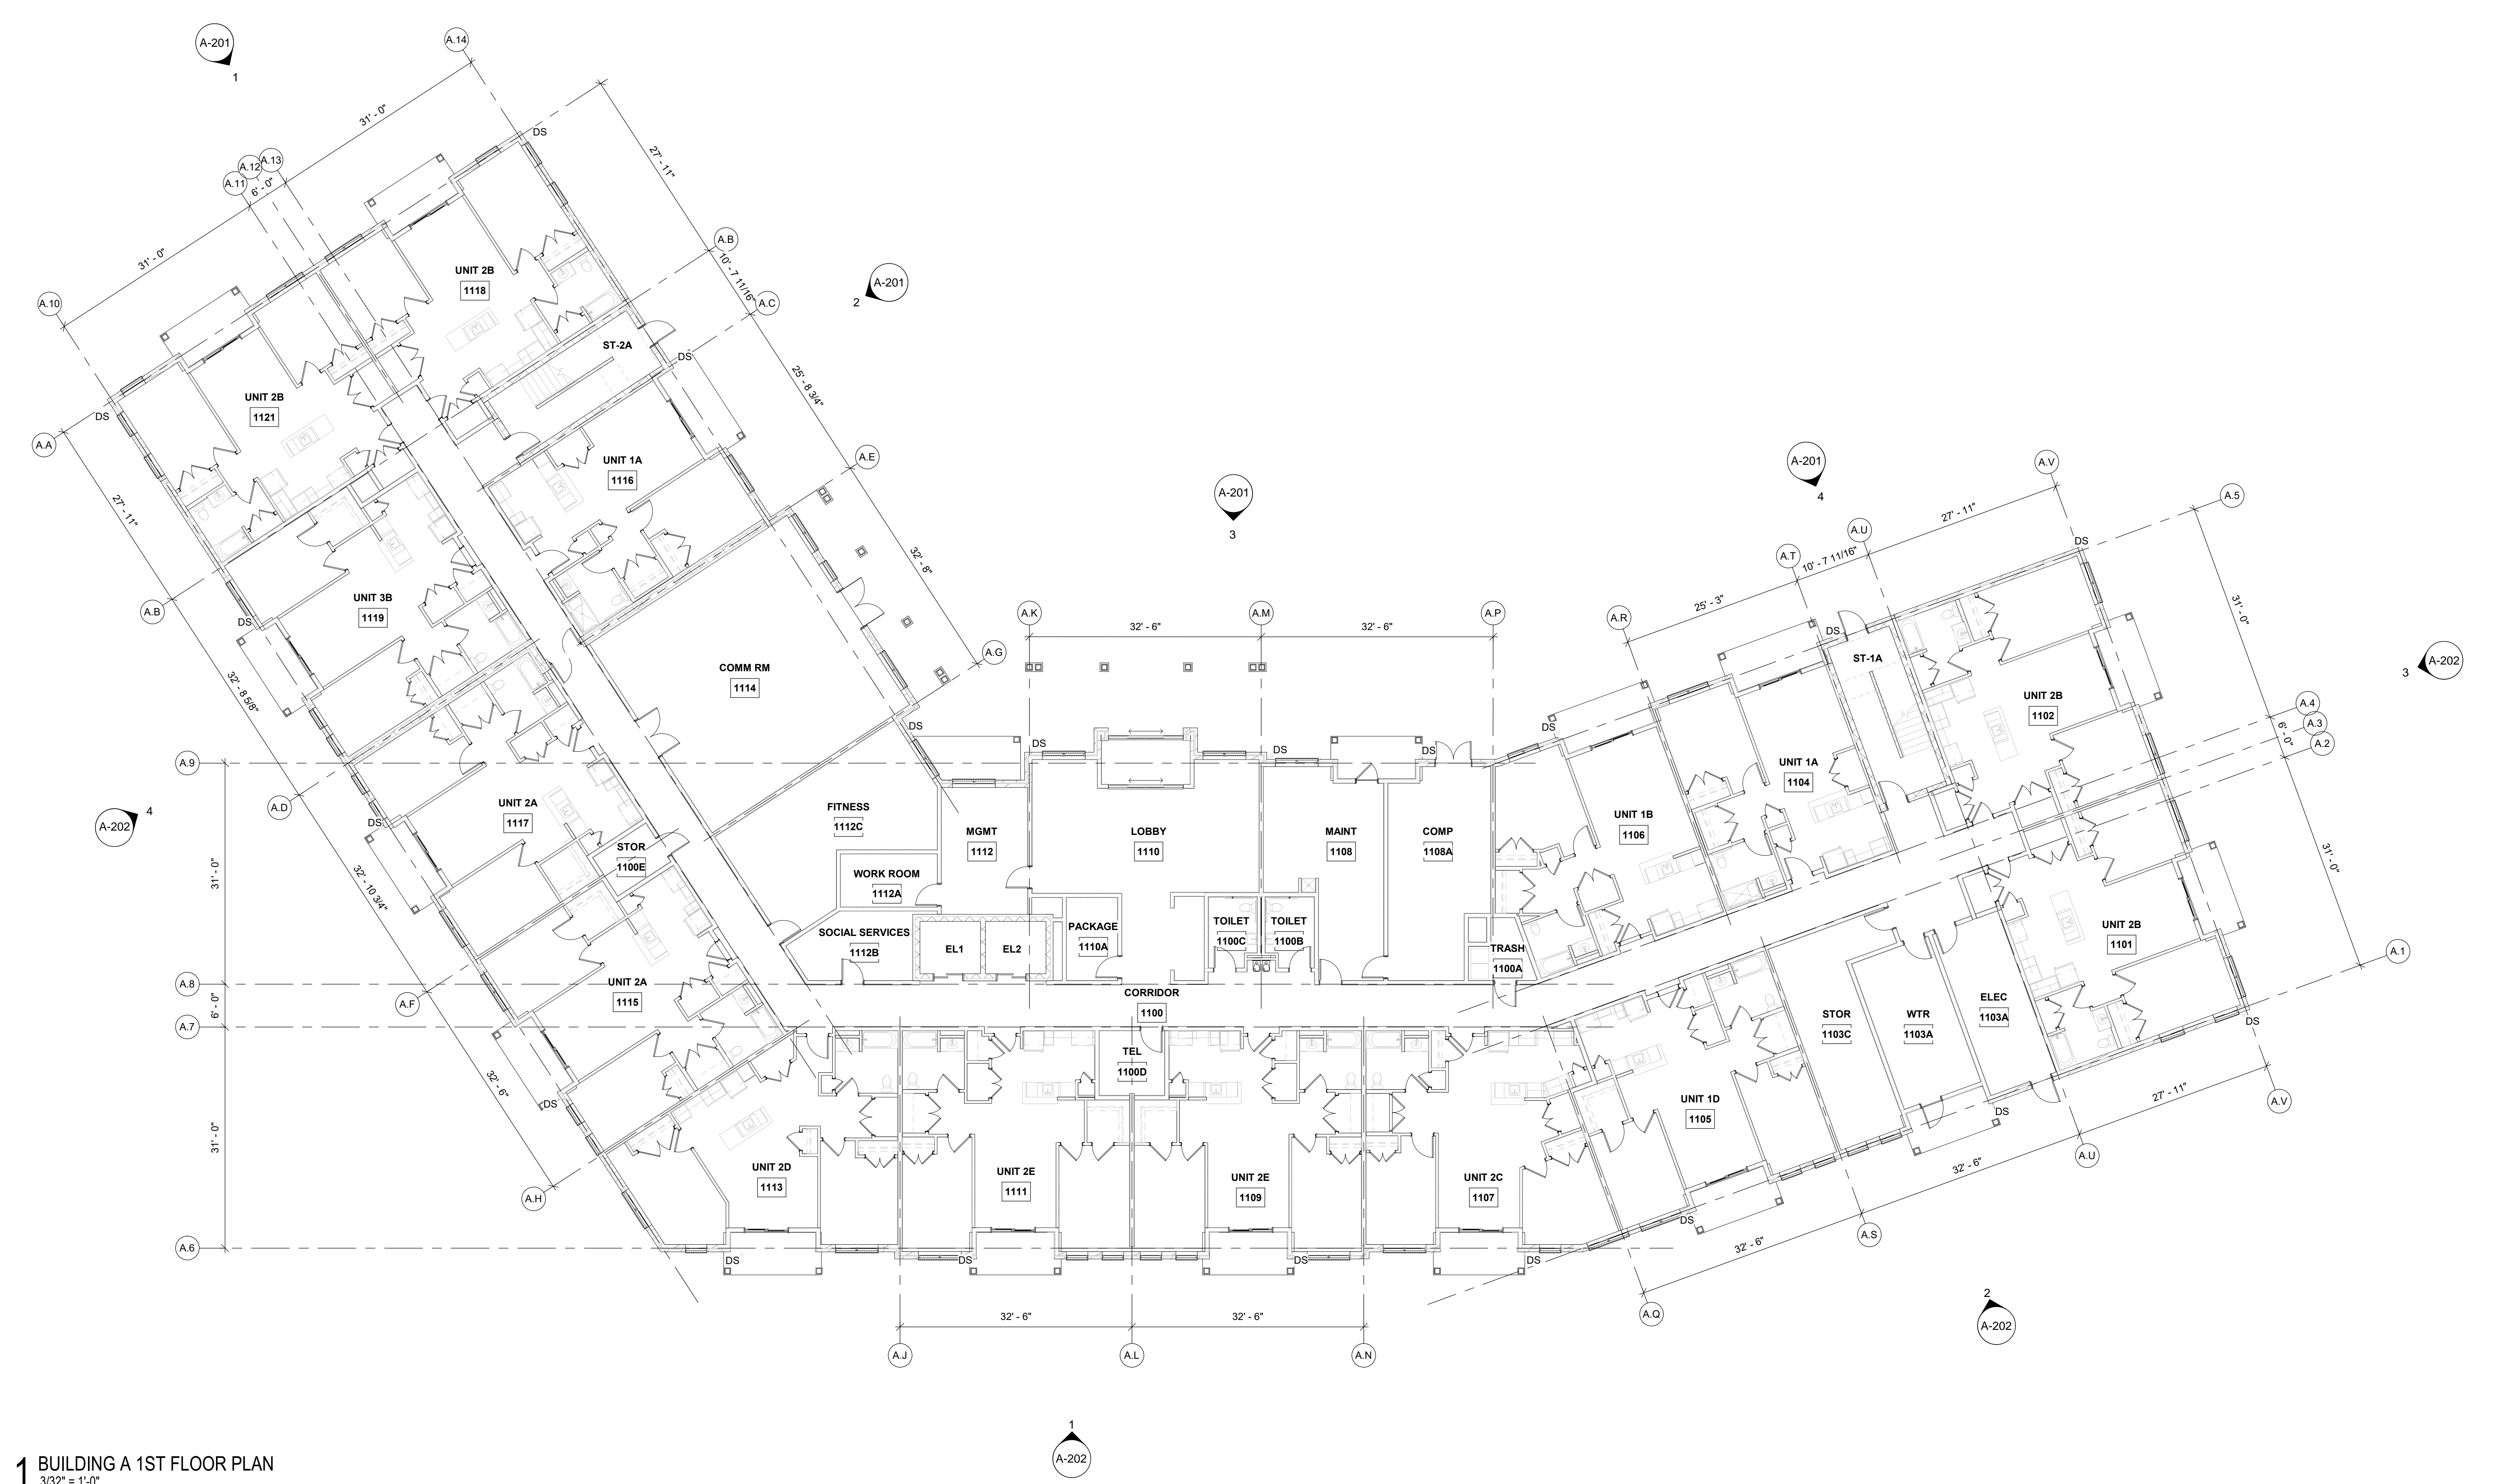 A-201
1
A.14
31' - 0"
27' - 11"
DS
A.13
A.12
A.11
6' - 0"
31' - 0"
A.10
A.B
10' - 7 11/16"
A-201
2
A.C
UNIT 2B
1118
ST-2A
DS
25' - 8 3/4"
UNIT 2B
1121
DS
A.A
27' - 11"
A.B
UNIT 1A
1116
A.E
32' - 8"
A.G
UNIT 3B
1119
DS
32' - 8 5/8"
COMM RM
1114
DS
A-201
3
A.K
32' - 6"
A.M
32' - 6"
A.P
A-201
4
A.V
A.5
27' - 11"
A.U
10' - 7 11/16"
A.T
25' - 3"
A.R
DS
DS
ST-1A
31' - 0"
A-202
3
UNIT 2B
1102
A.4
A.3
A.2
6' - 0"
DS
DS
DS
DS
A.9
A.D
A-202
4
DS
UNIT 2A
1117
STOR
1100E
FITNESS
1112C
MGMT
1112
LOBBY
1110
MAINT
1108
COMP
1108A
UNIT 1B
1106
UNIT 1A
1104
31' - 0"
31' - 0"
32' - 10 3/4"
WORK ROOM
1112A
SOCIAL SERVICES
1112B
EL1
EL2
PACKAGE
1110A
TOILET
1100C
TOILET
1100B
TRASH
1100A
UNIT 2B
1101
A.1
A.8
A.F
UNIT 2A
1115
CORRIDOR
1100
STOR
1103C
WTR
1103A
ELEC
1103A
DS
6' - 0"
A.7
TEL
1100D
UNIT 1D
1105
DS
27' - 11"
A.V
32' - 6"
DS
31' - 0"
UNIT 2D
1113
UNIT 2E
1111
UNIT 2E
1109
UNIT 2C
1107
A.H
A.U
32' - 6"
DS
A.S
32' - 6"
A.6
DS
DS
DS
DS
A.Q
2
A-202
32' - 6"
32' - 6"
A.J
A.L
A.N
1
A-202
1
BUILDING A 1ST FLOOR PLAN
3/32" = 1'-0"